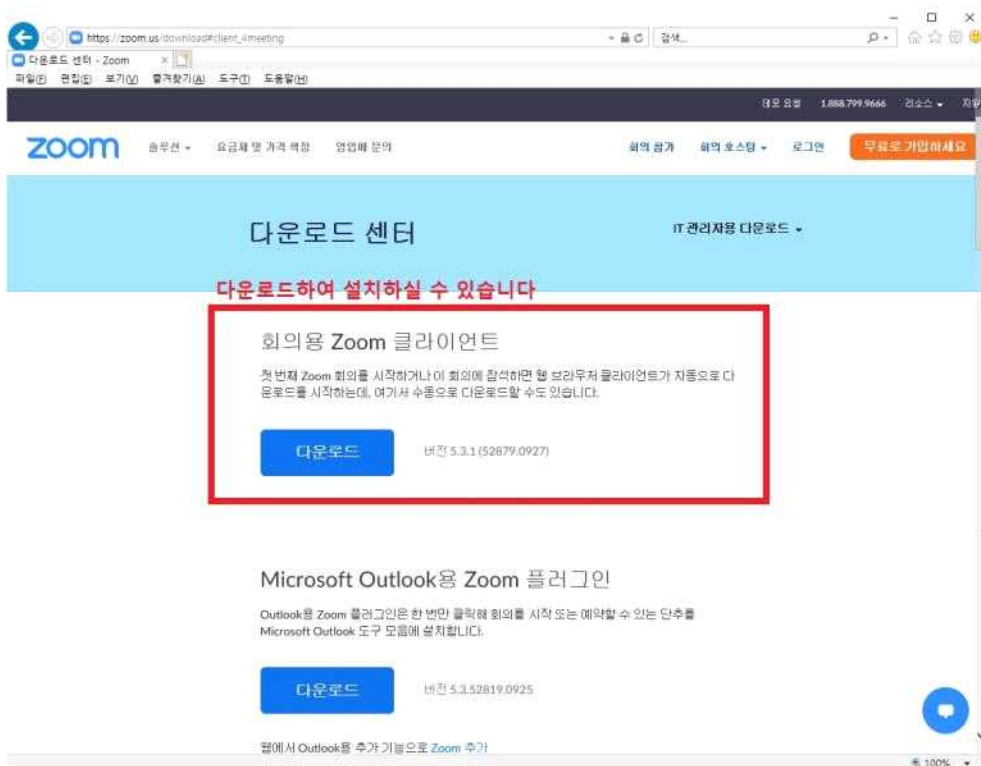 https://zoom.us/download#client_4meeting
검색...
다운로드 센터 - Zoom
파일(F) 편집(E) 보기(V) 즐겨찾기(A) 도구(T) 도움말(H)
데모 요청 1.888.799.9666 리소스 지원
zoom 솔루션 요금제 및 가격 책정 영업팀 문의 회의 참가 회의 호스팅 로그인 무료로 가입하세요
다운로드 센터 IT 관리자용 다운로드
다운로드하여 설치하실 수 있습니다
회의용 Zoom 클라이언트
첫 번째 Zoom 회의를 시작하거나 이 회의에 참석하면 웹 브라우저 클라이언트가 자동으로 다
운로드를 시작하는데, 여기서 수동으로 다운로드할 수도 있습니다.
다운로드 버전 5.3.1 (52879.0927)
Microsoft Outlook용 Zoom 플러그인
Outlook용 Zoom 플러그인은 한 번만 클릭해 회의를 시작 또는 예약할 수 있는 단추를
Microsoft Outlook 도구 모음에 설치합니다.
다운로드 버전 5.3.52819.0925
웹에서 Outlook용 추가 기능으로 Zoom 추가
100%